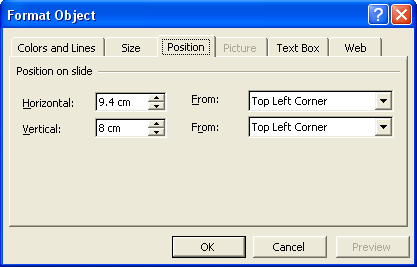 Format Object
Colors and Lines Size Position Picture Text Box Web
Position on slide
Horizontal: 9.4 cm From: Top Left Corner
Vertical: 8 cm From: Top Left Corner
OK Cancel Preview